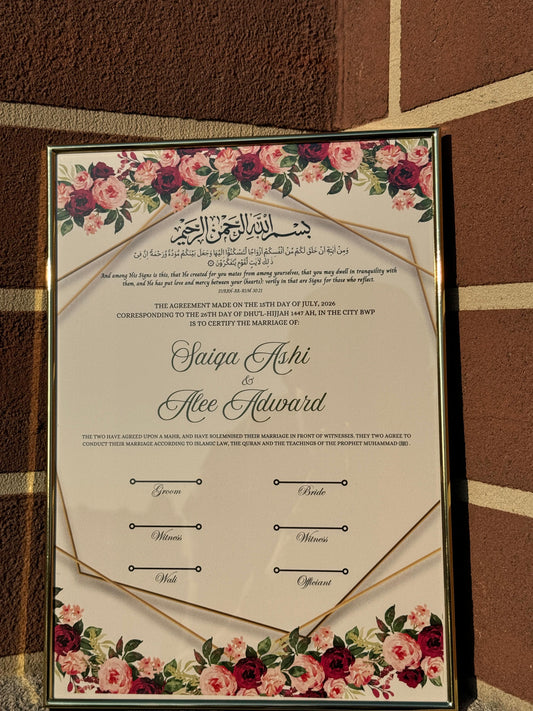 بسم الله الرحمن الرحيم
وَمِنْ آيَاتِهِ أَنْ خَلَقَ لَكُم مِّنْ أَنفُسِكُمْ أَزْوَاجًا لِّتَسْكُنُوا إِلَيْهَا وَجَعَلَ بَيْنَكُم مَّوَدَّةً وَرَحْمَةً إِنَّ فِي
ذَٰلِكَ لَآيَاتٍ لِّقَوْمٍ يَتَفَكَّرُونَ
And among His Signs is this, that He created for you mates from among yourselves, that you may dwell in tranquility with
them, and He has put love and mercy between your (hearts): verily in that are Signs for those who reflect.
SURAH AR-RUM 30:21
THE AGREEMENT MADE ON THE 15TH DAY OF JULY, 2026
CORRESPONDING TO THE 26TH DAY OF DHU'L-HIJJAH 1447 AH, IN THE CITY BWP
IS TO CERTIFY THE MARRIAGE OF:
Saiqa Ashi
&
Alee Adward
THE TWO HAVE AGREED UPON A MAHR, AND HAVE SOLEMNISED THEIR MARRIAGE IN FRONT OF WITNESSES. THEY TWO AGREE TO
CONDUCT THEIR MARRIAGE ACCORDING TO ISLAMIC LAW, THE QURAN AND THE TEACHINGS OF THE PROPHET MUHAMMAD (ﷺ) .
Groom Bride
Witness Witness
Wali Officiant